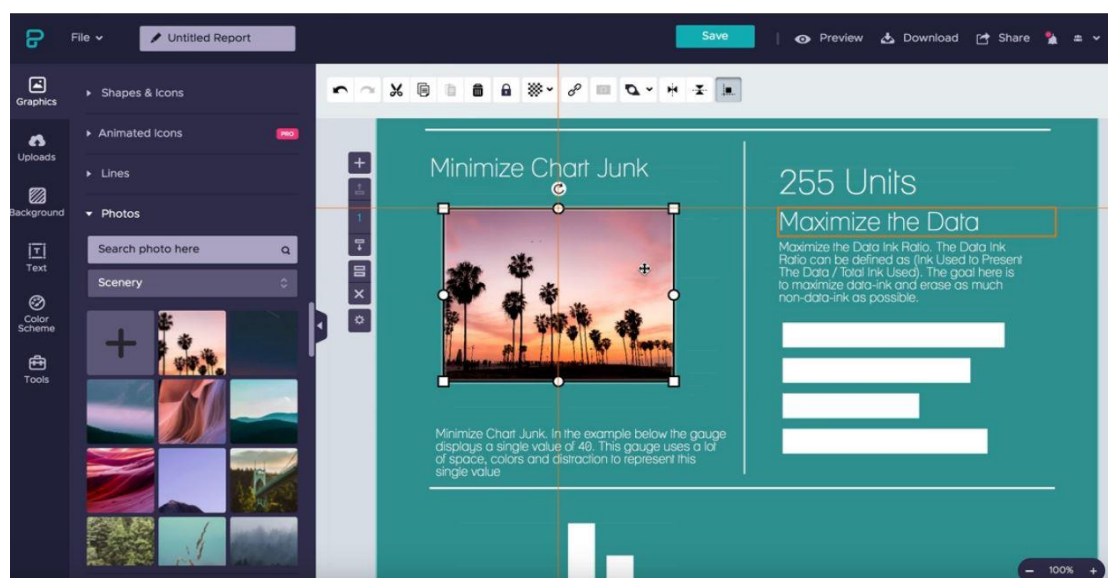 File
Untitled Report
Save
Preview
Download
Share
Graphics
Uploads
Background
Text
Color
Scheme
Tools
Shapes & Icons
Animated Icons
PRO
Lines
Photos
Search photo here
Scenery
1
Minimize Chart Junk
Minimize Chart Junk. In the example below the gauge
displays a single value of 40. This gauge uses a lot
of space, colors and distraction to represent this
single value
255 Units
Maximize the Data
Maximize the Data Ink Ratio. The Data Ink
Ratio can be defined as (Ink Used to Present
The Data / Total Ink Used). The goal here is
to maximize data-ink and erase as much
non-data-ink as possible.
- 100% +